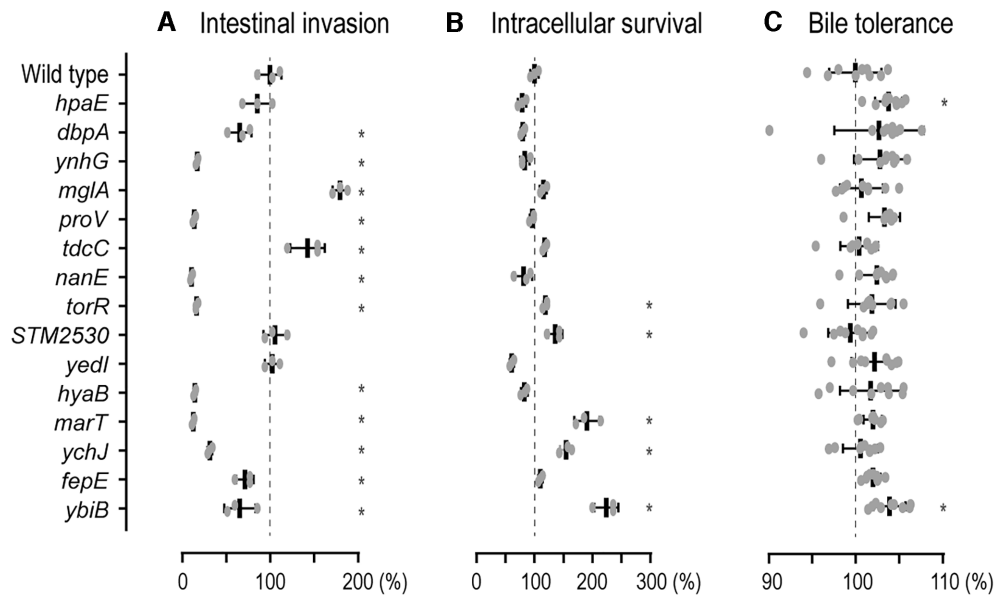 A Intestinal invasion B Intracellular survival C Bile tolerance
Wild type
hpaE *
dbpA *
ynhG *
mglA *
proV *
tdcC *
nanE *
torR * *
STM2530 *
yedI
hyaB *
marT * *
ychJ * *
fepE *
ybiB * * *
0 100 200 (%) 0 100 200 300 (%) 90 100 110 (%)